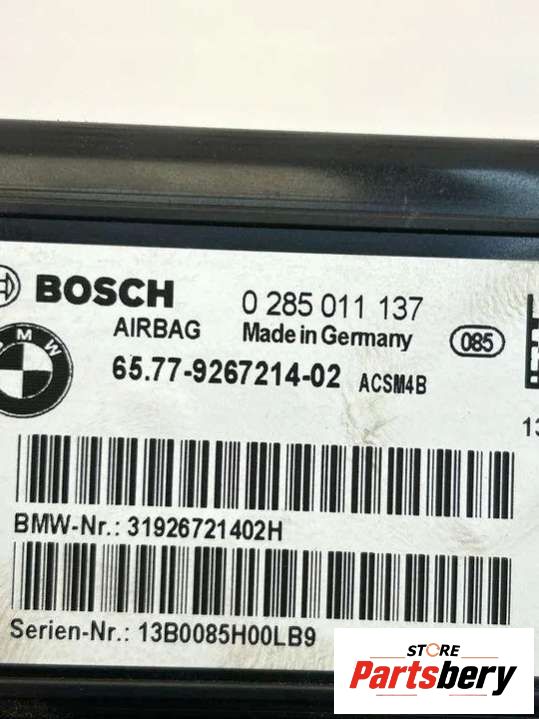 BOSCH 0 285 011 137
AIRBAG Made in Germany 085
BMW
65.77-9267214-02 ACSM4B
13
BMW-Nr.: 31926721402H
Serien-Nr.: 13B0085H00LB9
STORE
Partsbery